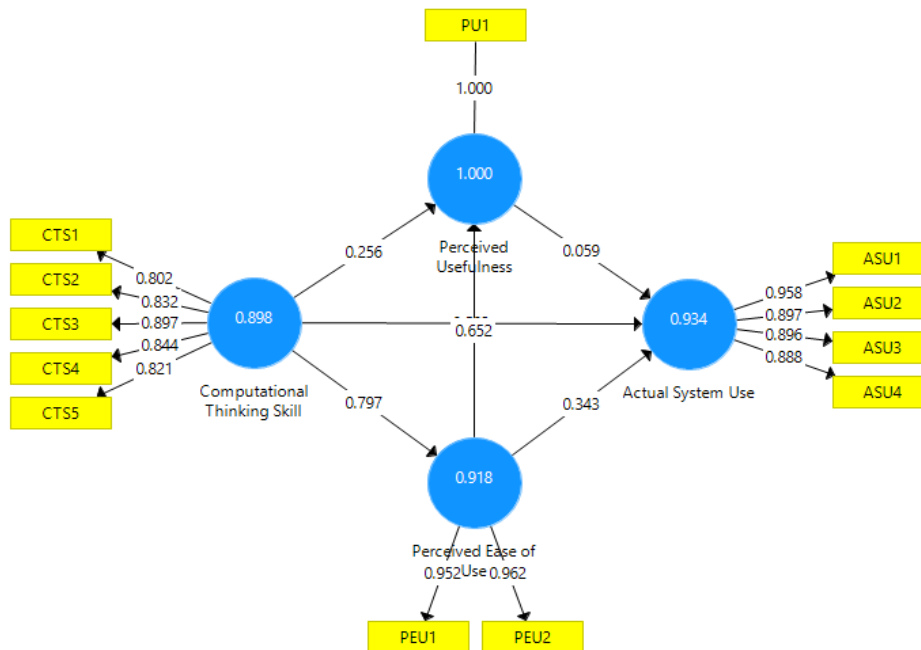 PU1
1.000
1.000
Perceived
Usefulness
CTS1
CTS2
CTS3
CTS4
CTS5
0.802
0.832
0.897
0.844
0.821
0.898
Computational
Thinking Skill
0.256
0.059
0.652
0.797
0.343
0.934
Actual System Use
0.958
0.897
0.896
0.888
ASU1
ASU2
ASU3
ASU4
0.918
Perceived Ease of
Use
0.952
0.962
PEU1
PEU2